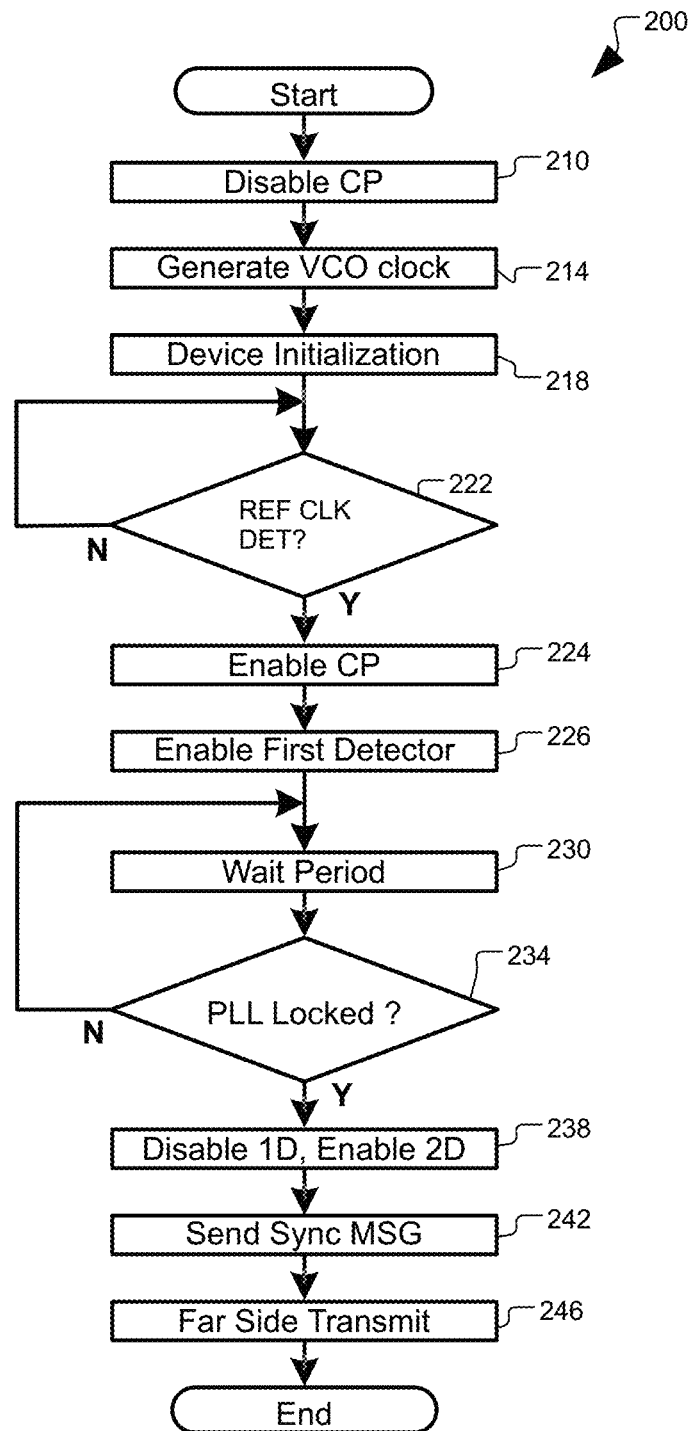 200
Start
Disable CP
210
Generate VCO clock
214
Device Initialization
218
222
REF CLK
DET?
N
Y
Enable CP
224
Enable First Detector
226
Wait Period
230
234
PLL Locked ?
N
Y
Disable 1D, Enable 2D
238
Send Sync MSG
242
Far Side Transmit
246
End